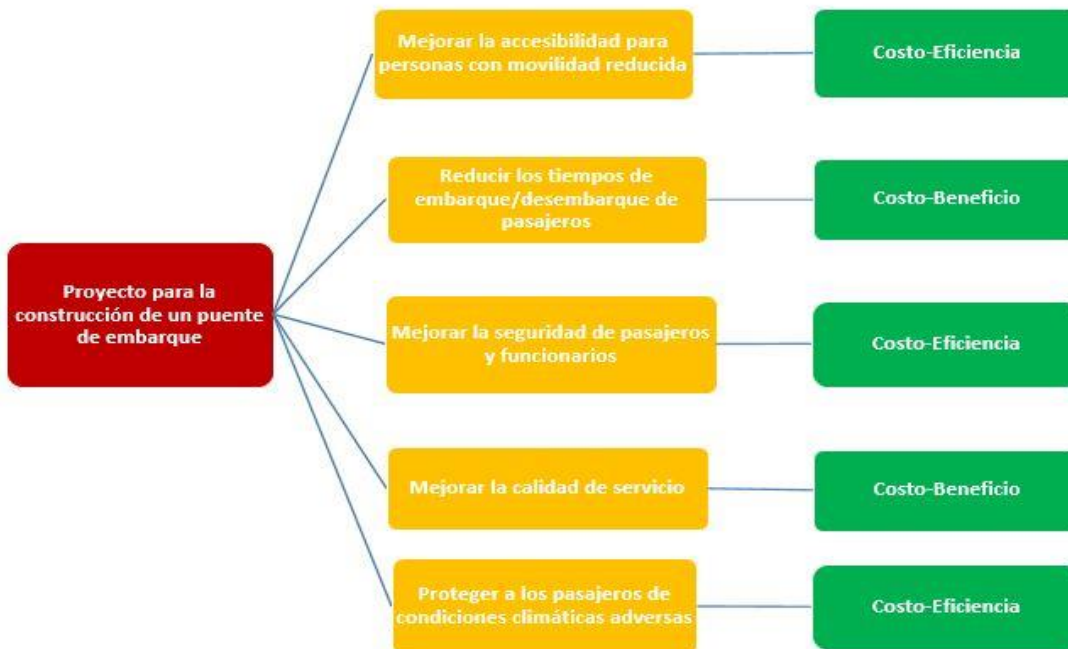 Mejorar la accesibilidad para
personas con movilidad reducida
Costo-Eficiencia
Reducir los tiempos de
embarque/desembarque de
pasajeros
Costo-Beneficio
Proyecto para la
construcción de un puente
de embarque
Mejorar la seguridad de pasajeros
y funcionarios
Costo-Eficiencia
Mejorar la calidad de servicio
Costo-Beneficio
Proteger a los pasajeros de
condiciones climáticas adversas
Costo-Eficiencia